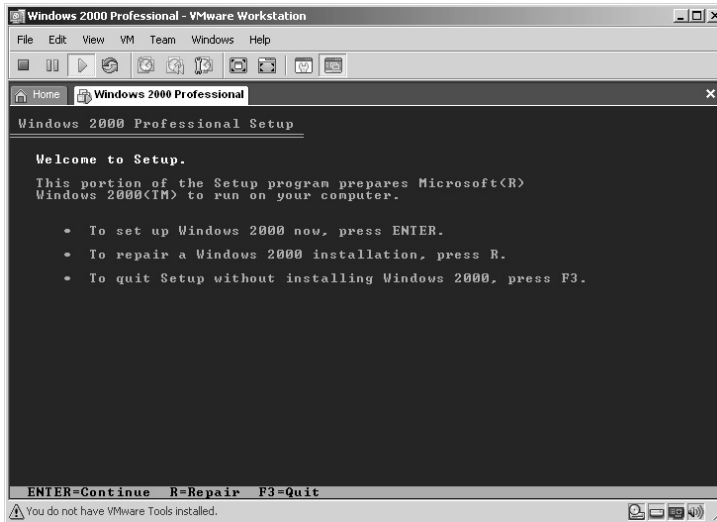 Windows 2000 Professional - VMware Workstation
File Edit View VM Team Windows Help
Home Windows 2000 Professional
Windows 2000 Professional Setup
Welcome to Setup.
This portion of the Setup program prepares Microsoft(R)
Windows 2000(TM) to run on your computer.
• To set up Windows 2000 now, press ENTER.
• To repair a Windows 2000 installation, press R.
• To quit Setup without installing Windows 2000, press F3.
ENTER=Continue R=Repair F3=Quit
You do not have VMware Tools installed.